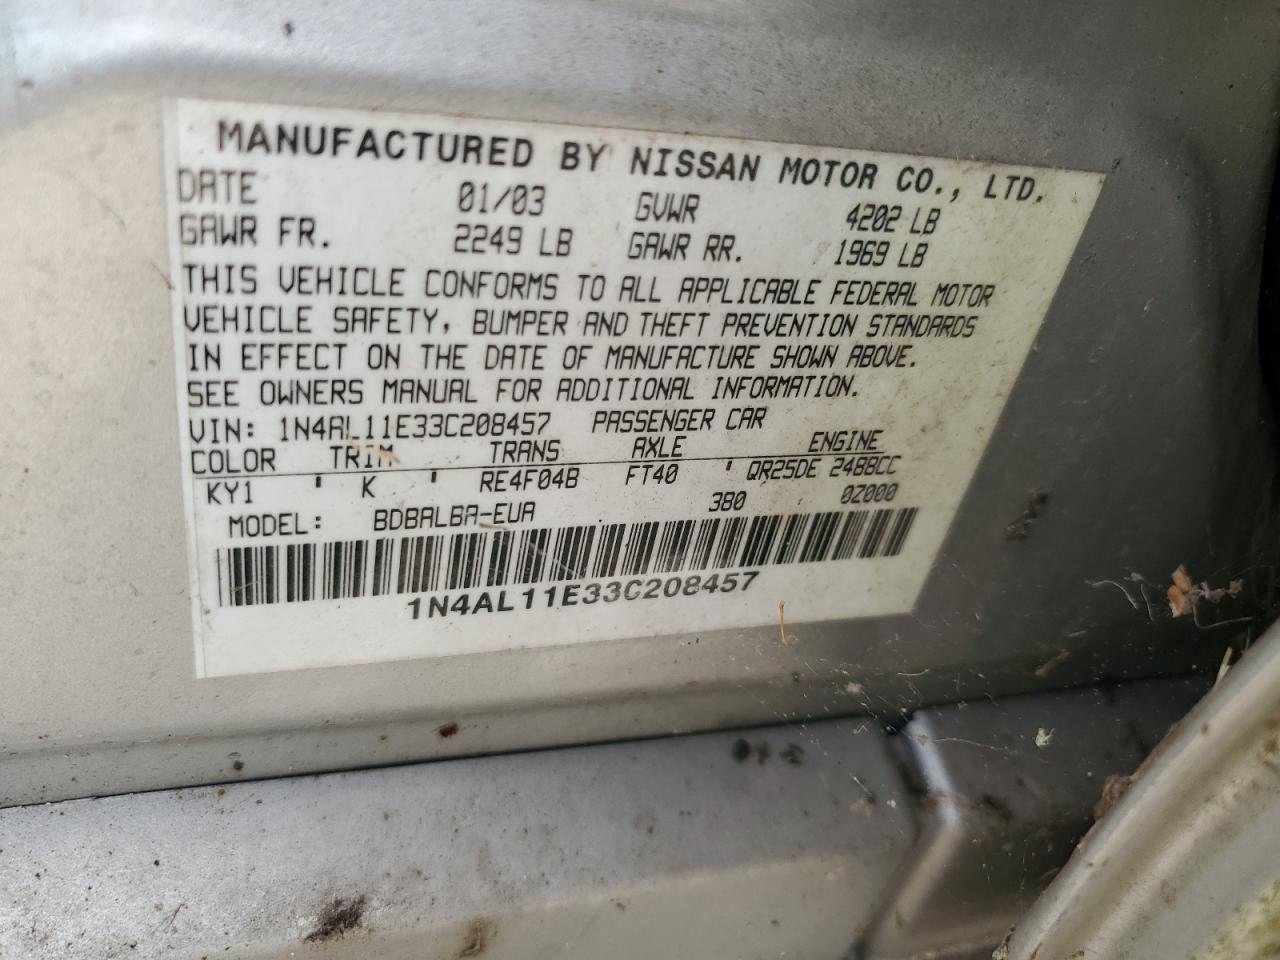 MANUFACTURED BY NISSAN MOTOR CO., LTD.
DATE 01/03 GVWR 4202 LB
GAWR FR. 2249 LB GAWR RR. 1969 LB
THIS VEHICLE CONFORMS TO ALL APPLICABLE FEDERAL MOTOR
VEHICLE SAFETY, BUMPER AND THEFT PREVENTION STANDARDS
IN EFFECT ON THE DATE OF MANUFACTURE SHOWN ABOVE.
SEE OWNERS MANUAL FOR ADDITIONAL INFORMATION.
VIN: 1N4AL11E33C208457 PASSENGER CAR
COLOR TRIM TRANS AXLE ENGINE
KY1 ' K ' RE4F04B FT40 ' QR25DE 2488CC
MODEL: BDBALBA-EUA 380 0Z000
1N4AL11E33C208457